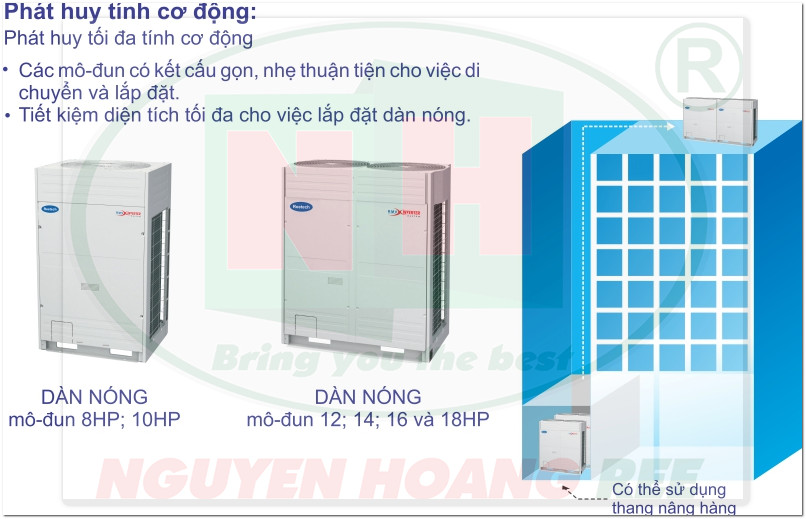 Phát huy tính cơ động:
Phát huy tối đa tính cơ động
• Các mô-đun có kết cấu gọn, nhẹ thuận tiện cho việc di
chuyển và lắp đặt.
• Tiết kiệm diện tích tối đa cho việc lắp đặt dàn nóng.
®
NH
Reetech
Reetech
Bring you the best
DÀN NÓNG
mô-đun 8HP; 10HP
DÀN NÓNG
mô-đun 12; 14; 16 và 18HP
NGUYEN HOANG REE
Có thể sử dụng
thang nâng hàng